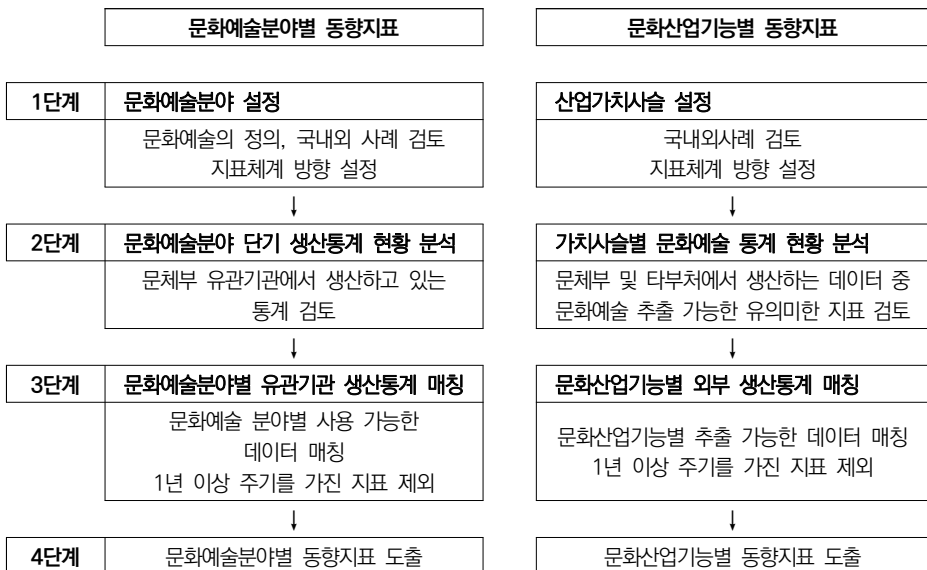 문화예술분야별 동향지표
문화산업기능별 동향지표
1단계
문화예술분야 설정
문화예술의 정의, 국내외 사례 검토
지표체계 방향 설정
산업가치사슬 설정
국내외사례 검토
지표체계 방향 설정
↓
↓
2단계
문화예술분야 단기 생산통계 현황 분석
문체부 유관기관에서 생산하고 있는
통계 검토
가치사슬별 문화예술 통계 현황 분석
문체부 및 타부처에서 생산하는 데이터 중
문화예술 추출 가능한 유의미한 지표 검토
↓
↓
3단계
문화예술분야별 유관기관 생산통계 매칭
문화예술 분야별 사용 가능한
데이터 매칭
1년 이상 주기를 가진 지표 제외
문화산업기능별 외부 생산통계 매칭
문화산업기능별 추출 가능한 데이터 매칭
1년 이상 주기를 가진 지표 제외
↓
↓
4단계
문화예술분야별 동향지표 도출
문화산업기능별 동향지표 도출